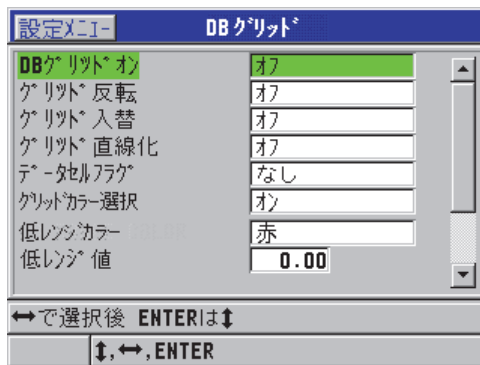 設定メニュー DBグリッド
DBグリッドオン オフ
グリッド反転 オフ
グリッド入替 オフ
グリッド直線化 オフ
データセルフラグ なし
グリッドカラー選択 オン
低レンジカラー 赤
低レンジ値 0.00
↔で選択後 ENTERは↕
↕,↔,ENTER